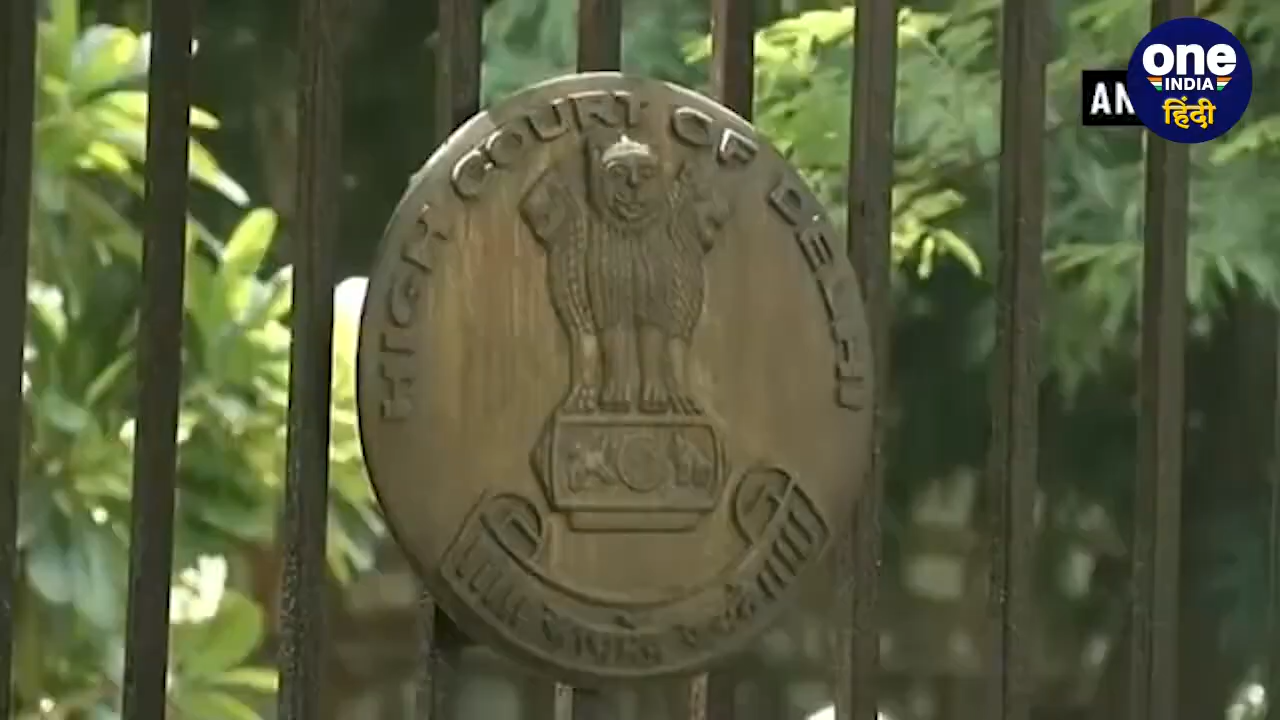 HIGH COURT OF DELHI
AN
one
INDIA
हिंदी